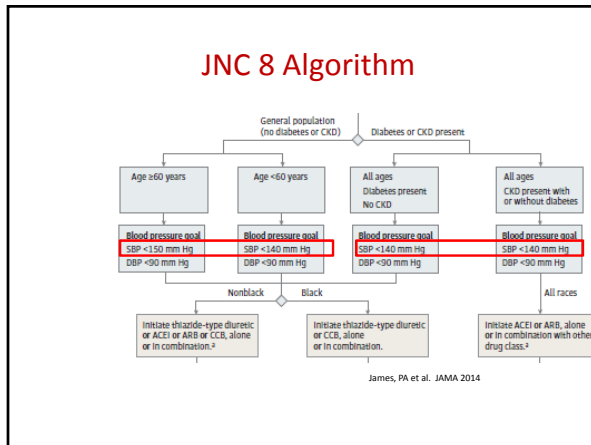 JNC 8 Algorithm
General population
(no diabetes or CKD)
Diabetes or CKD present
Age ≥60 years
Age <60 years
All ages
Diabetes present
No CKD
All ages
CKD present with
or without diabetes
Blood pressure goal
SBP <150 mm Hg
DBP <90 mm Hg
Blood pressure goal
SBP <140 mm Hg
DBP <90 mm Hg
Blood pressure goal
SBP <140 mm Hg
DBP <90 mm Hg
Blood pressure goal
SBP <140 mm Hg
DBP <90 mm Hg
Nonblack
Black
All races
Initiate thiazide-type diuretic
or ACEI or ARB or CCB, alone
or in combination.ª
Initiate thiazide-type diuretic
or CCB, alone
or in combination.
Initiate ACEI or ARB, alone
or in combination with other
drug class.ª
James, PA et al. JAMA 2014